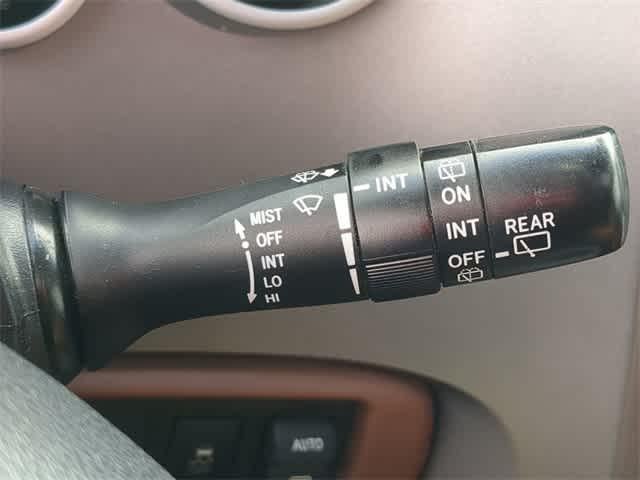 MIST
OFF
INT
LO
HI
INT
ON
INT
OFF
REAR
AUTO